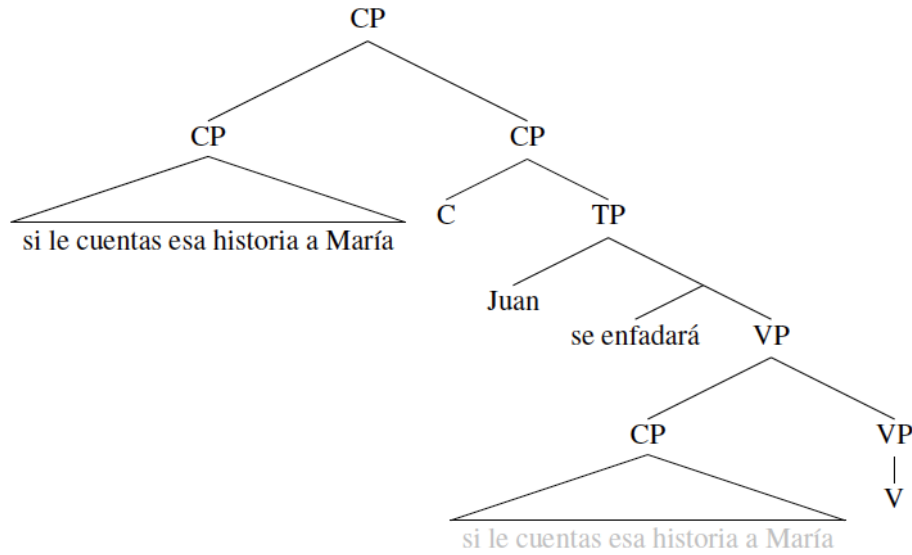 CP
CP CP
C TP
si le cuentas esa historia a María
Juan
se enfadará VP
CP VP
V
si le cuentas esa historia a María